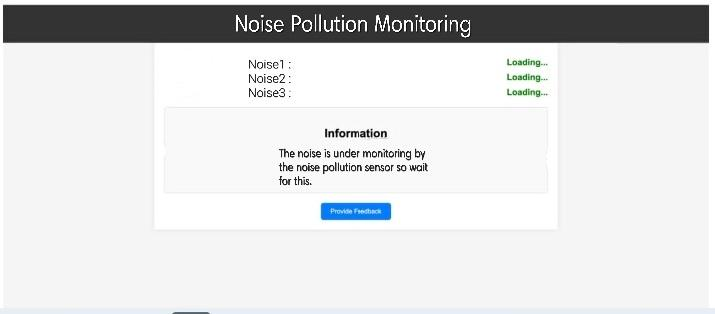 Noise Pollution Monitoring
Noise1 : Loading...
Noise2 : Loading...
Noise3 : Loading...
Information
The noise is under monitoring by
the noise pollution sensor so wait
for this.
Provide Feedback